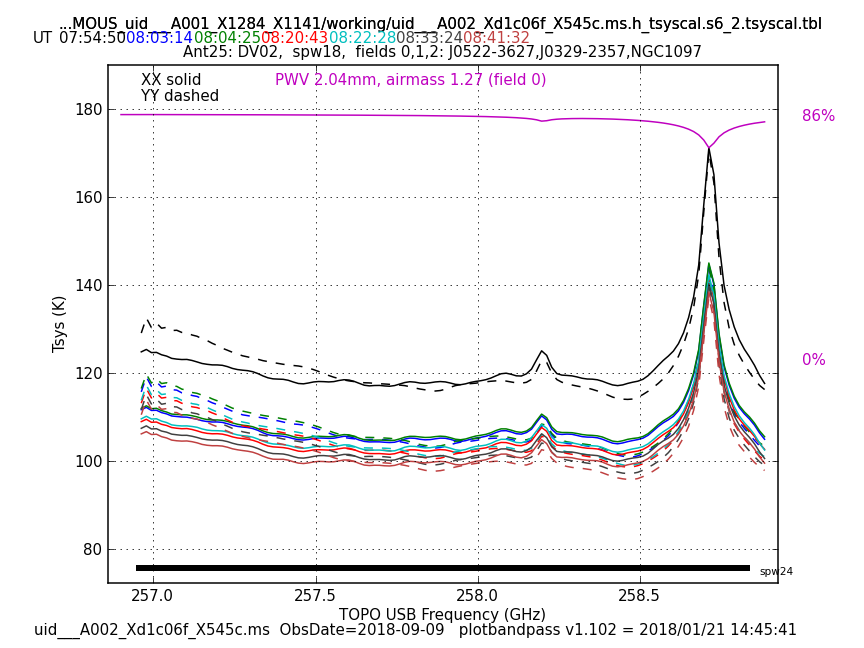 ...MOUS_uid___A001_X1284_X1141/working/uid___A002_Xd1c06f_X545c.ms.h_tsyscal.s6_2.tsyscal.tbl
UT 07:54:50 08:03:14 08:04:25 08:20:43 08:22:28 08:33:24 08:41:32
Ant25: DV02, spw18, fields 0,1,2: J0522-3627,J0329-2357,NGC1097
XX solid PWV 2.04mm, airmass 1.27 (field 0)
YY dashed
180
86%
160
140
Tsys (K)
0%
120
100
80
spw24
257.0 257.5 258.0 258.5
TOPO USB Frequency (GHz)
uid___A002_Xd1c06f_X545c.ms ObsDate=2018-09-09 plotbandpass v1.102 = 2018/01/21 14:45:41